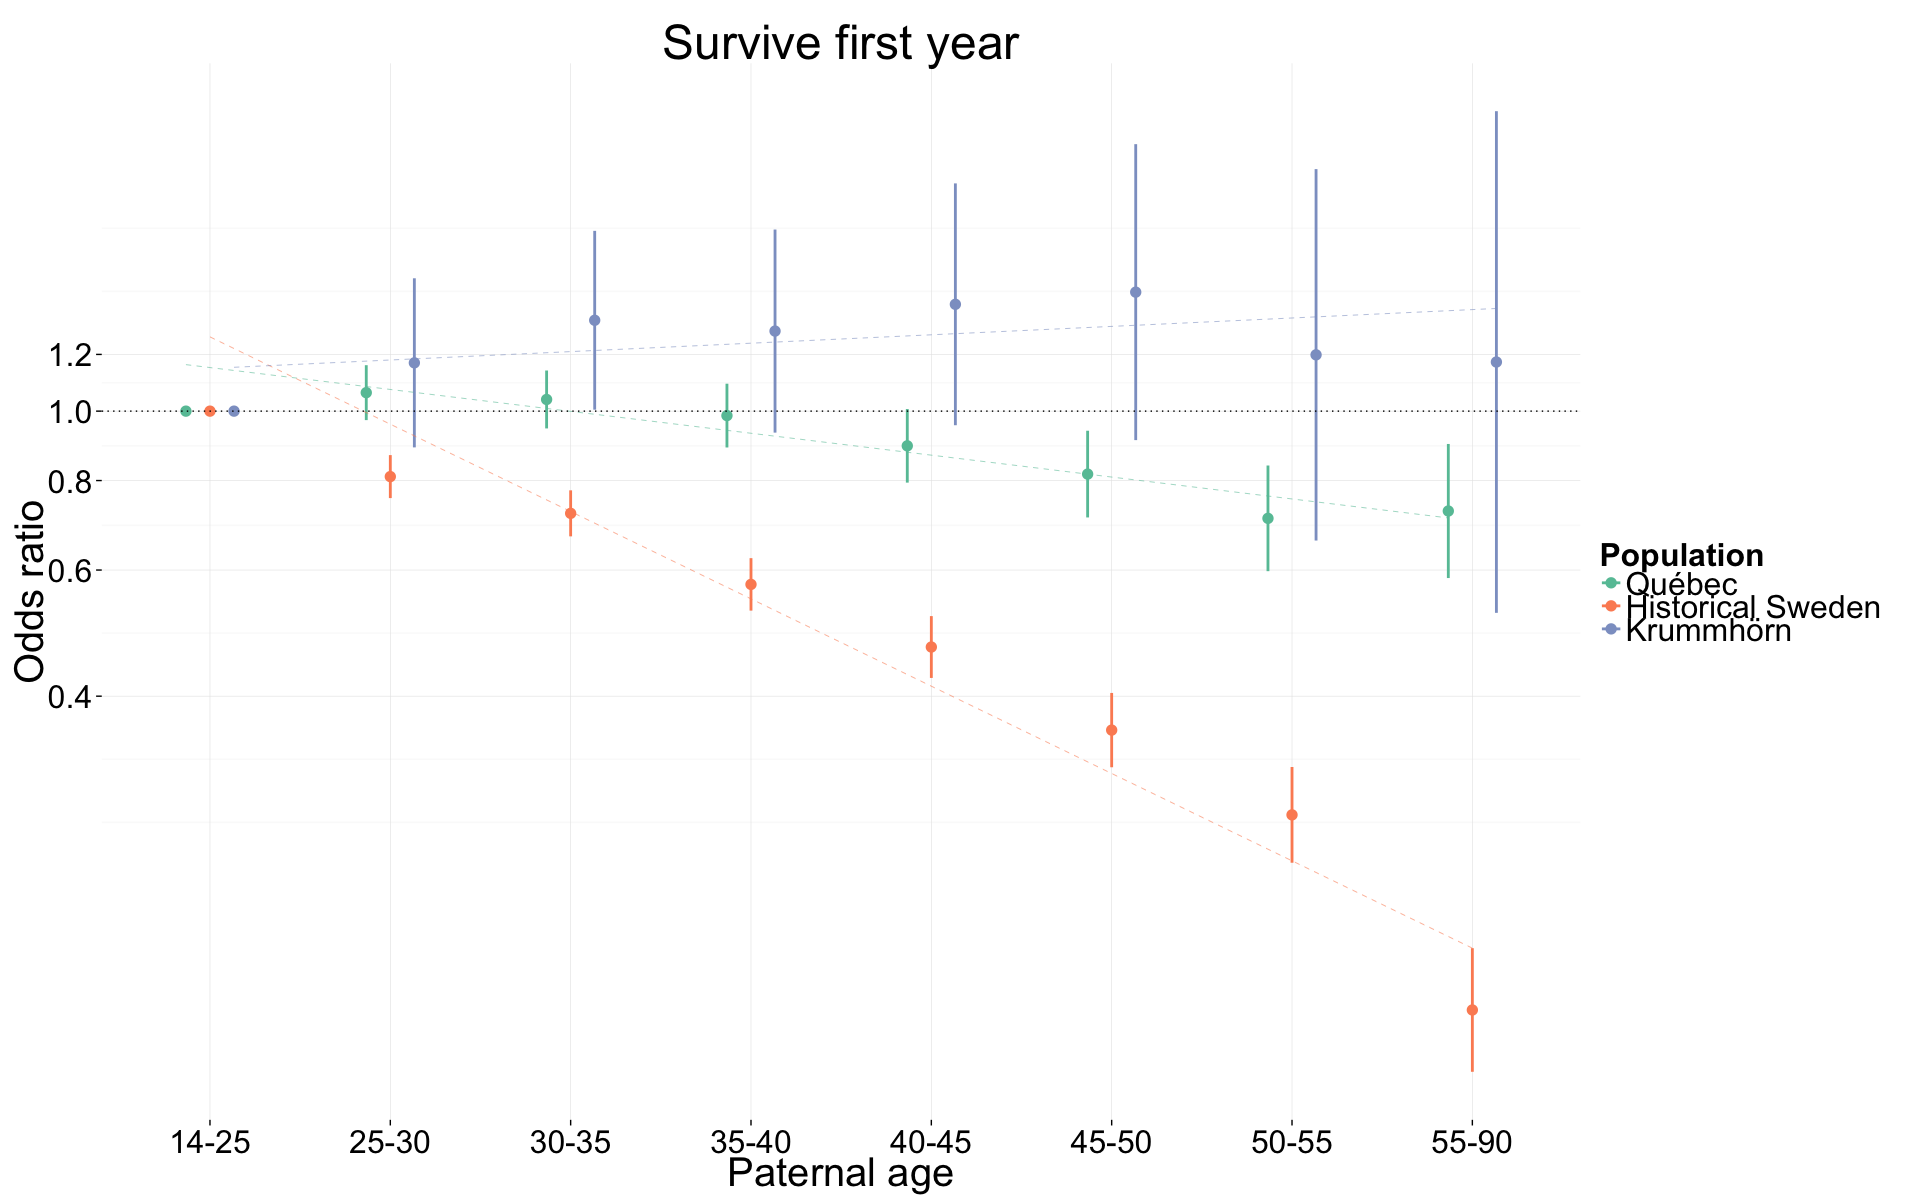 Survive first year
Odds ratio
1.2
1.0
0.8
0.6
0.4
14-25 25-30 30-35 35-40 40-45 45-50 50-55 55-90
Paternal age
Population
Québec
Historical Sweden
Krummhörn